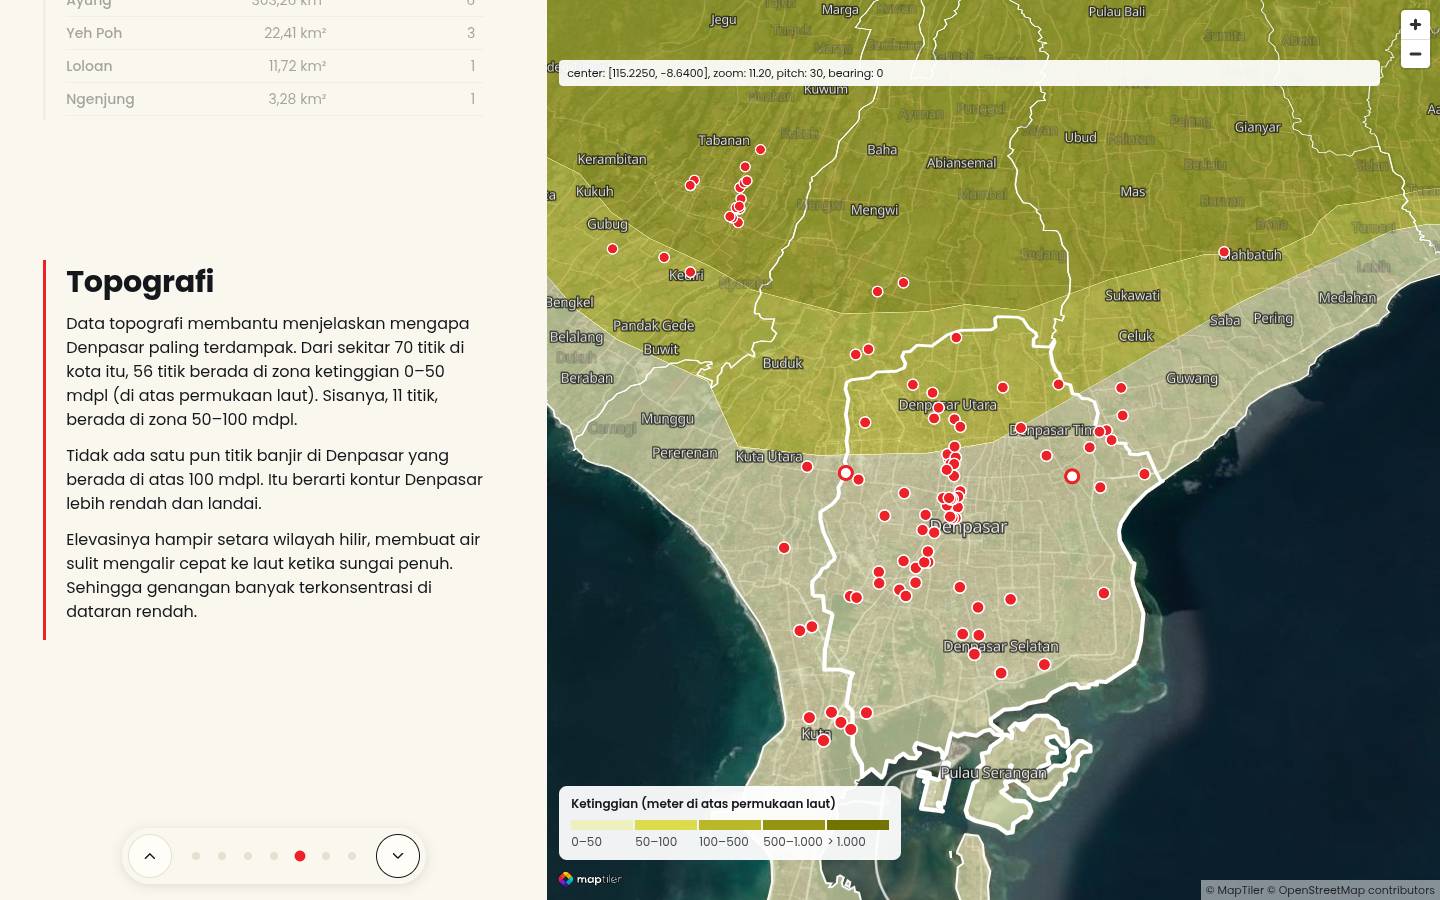 Ayung 303,26 km² 6
Yeh Poh 22,41 km² 3
Loloan 11,72 km² 1
Ngenjung 3,28 km² 1
Topografi
Data topografi membantu menjelaskan mengapa
Denpasar paling terdampak. Dari sekitar 70 titik di
kota itu, 56 titik berada di zona ketinggian 0–50
mdpl (di atas permukaan laut). Sisanya, 11 titik,
berada di zona 50–100 mdpl.
Tidak ada satu pun titik banjir di Denpasar yang
berada di atas 100 mdpl. Itu berarti kontur Denpasar
lebih rendah dan landai.
Elevasinya hampir setara wilayah hilir, membuat air
sulit mengalir cepat ke laut ketika sungai penuh.
Sehingga genangan banyak terkonsentrasi di
dataran rendah.
Jegu
Marga
Pulau Bali
center: [115.2250, -8.6400], zoom: 11.20, pitch: 30, bearing: 0
Kuwum
Tabanan
Baha
Ubud
Gianyar
Kerambitan
Abiansemal
Kukuh
Mas
Gubug
Mengwi
Kediri
Blahbatuh
Bengkel
Sukawati
Medahan
Pandak Gede
Saba
Pering
Belalang
Buwit
Buduk
Celuk
Beraban
Guwang
Munggu
Denpasar Utara
Denpasar Timur
Pererenan
Kuta Utara
Denpasar
Denpasar Selatan
Kuta
Pulau Serangan
Ketinggian (meter di atas permukaan laut)
0–50 50–100 100–500 500–1.000 > 1.000
maptiler
© MapTiler © OpenStreetMap contributors